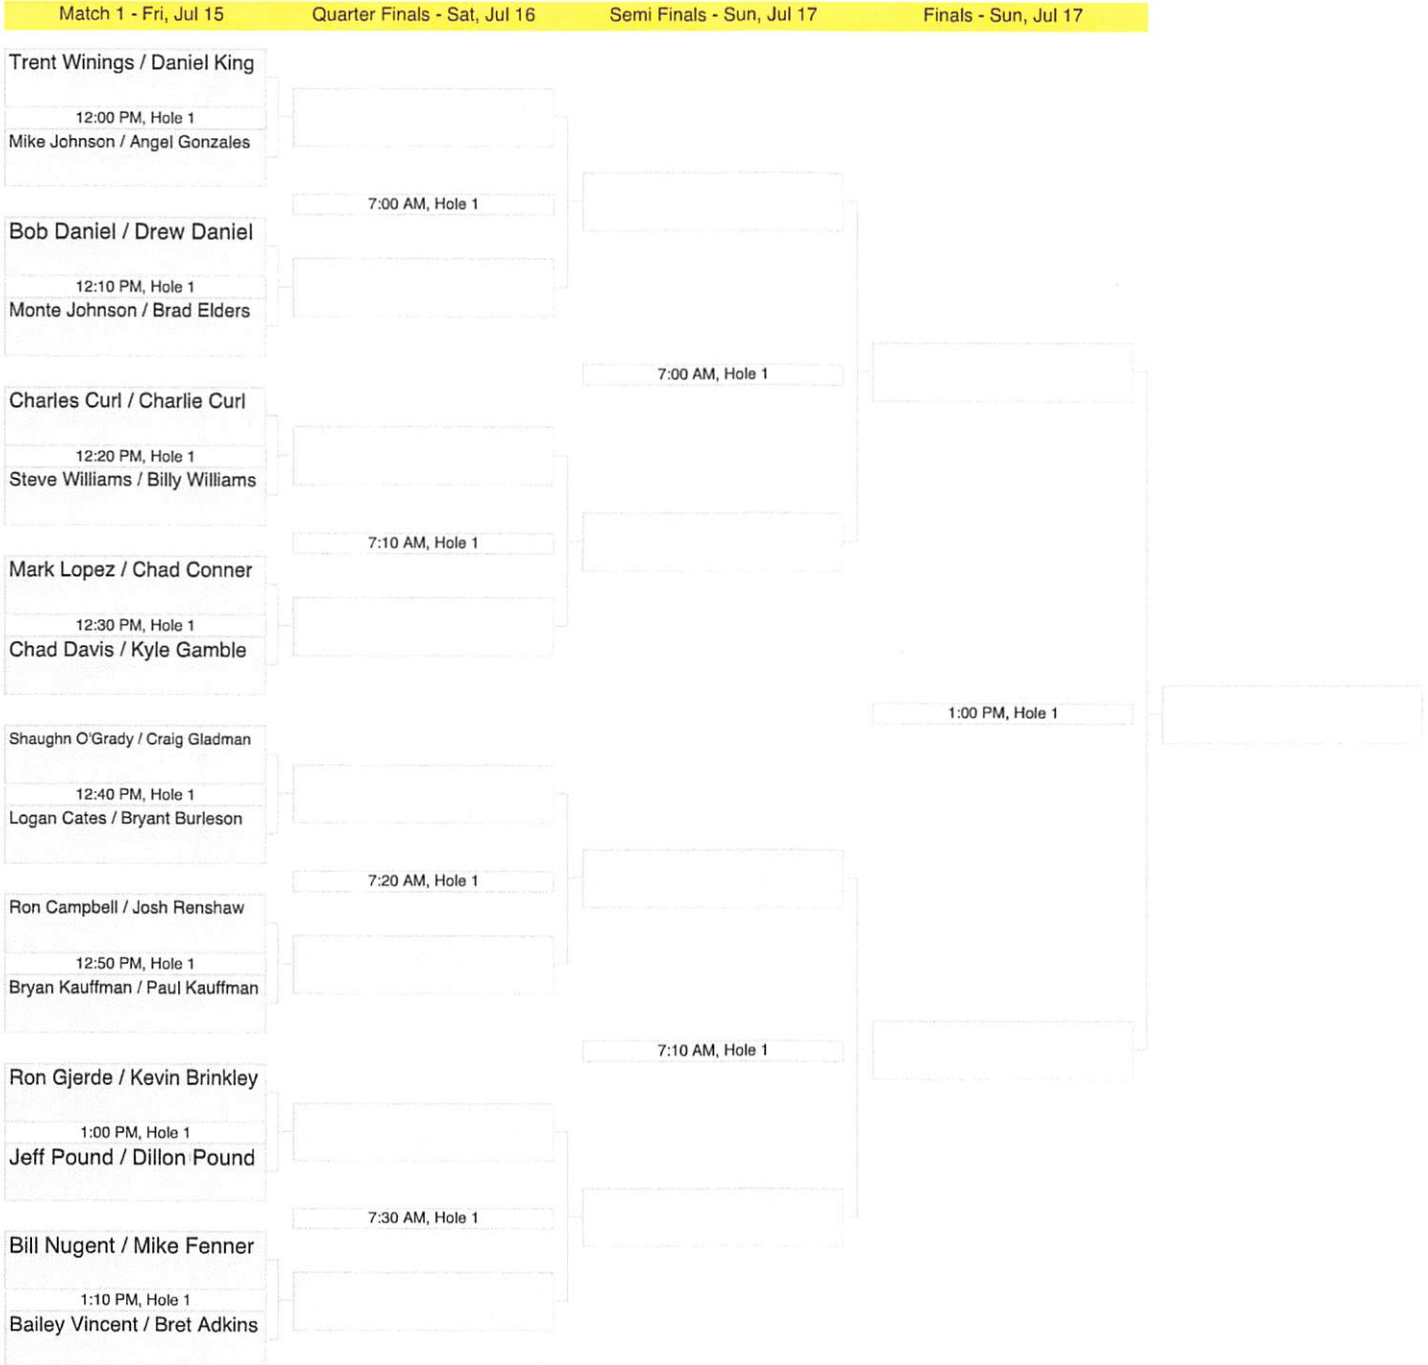 Match 1 - Fri, Jul 15
Quarter Finals - Sat, Jul 16
Semi Finals - Sun, Jul 17
Finals - Sun, Jul 17
Trent Winings / Daniel King
12:00 PM, Hole 1
Mike Johnson / Angel Gonzales
7:00 AM, Hole 1
Bob Daniel / Drew Daniel
12:10 PM, Hole 1
Monte Johnson / Brad Elders
7:00 AM, Hole 1
Charles Curl / Charlie Curl
12:20 PM, Hole 1
Steve Williams / Billy Williams
7:10 AM, Hole 1
Mark Lopez / Chad Conner
12:30 PM, Hole 1
Chad Davis / Kyle Gamble
1:00 PM, Hole 1
Shaughn O'Grady / Craig Gladman
12:40 PM, Hole 1
Logan Cates / Bryant Burleson
7:20 AM, Hole 1
Ron Campbell / Josh Renshaw
12:50 PM, Hole 1
Bryan Kauffman / Paul Kauffman
7:10 AM, Hole 1
Ron Gjerde / Kevin Brinkley
1:00 PM, Hole 1
Jeff Pound / Dillon Pound
7:30 AM, Hole 1
Bill Nugent / Mike Fenner
1:10 PM, Hole 1
Bailey Vincent / Bret Adkins